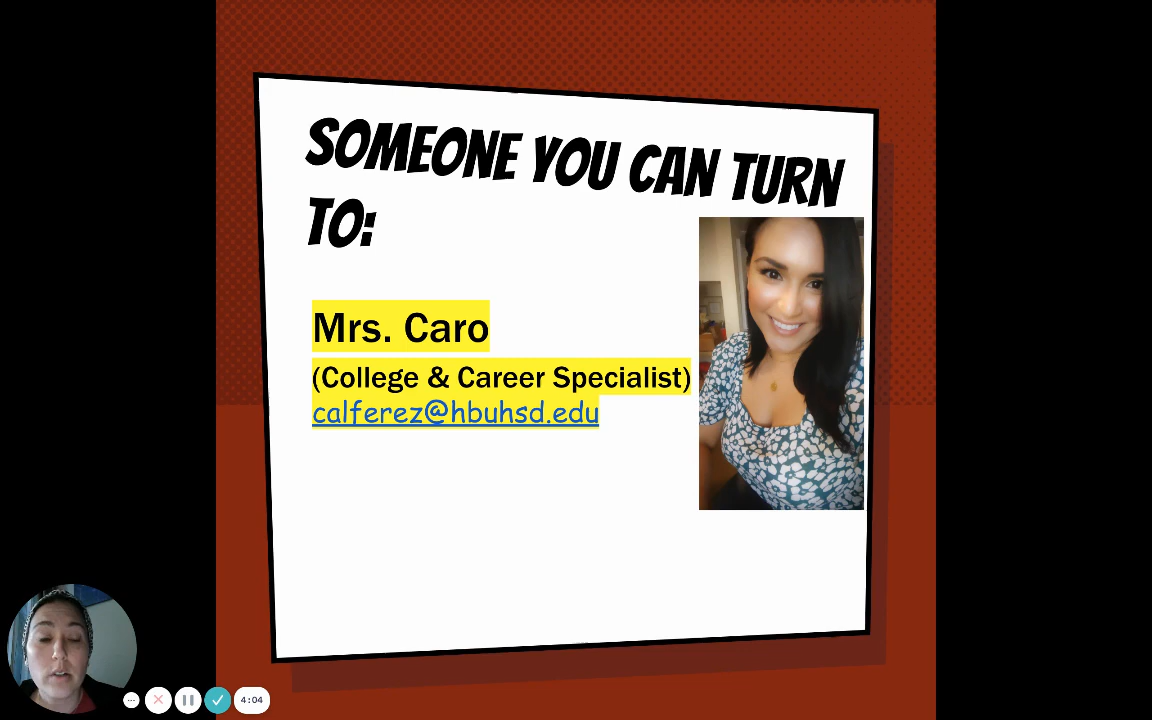 SOMEONE YOU CAN TURN
TO:
Mrs. Caro
(College & Career Specialist)
calferez@hbuhsd.edu
4:04